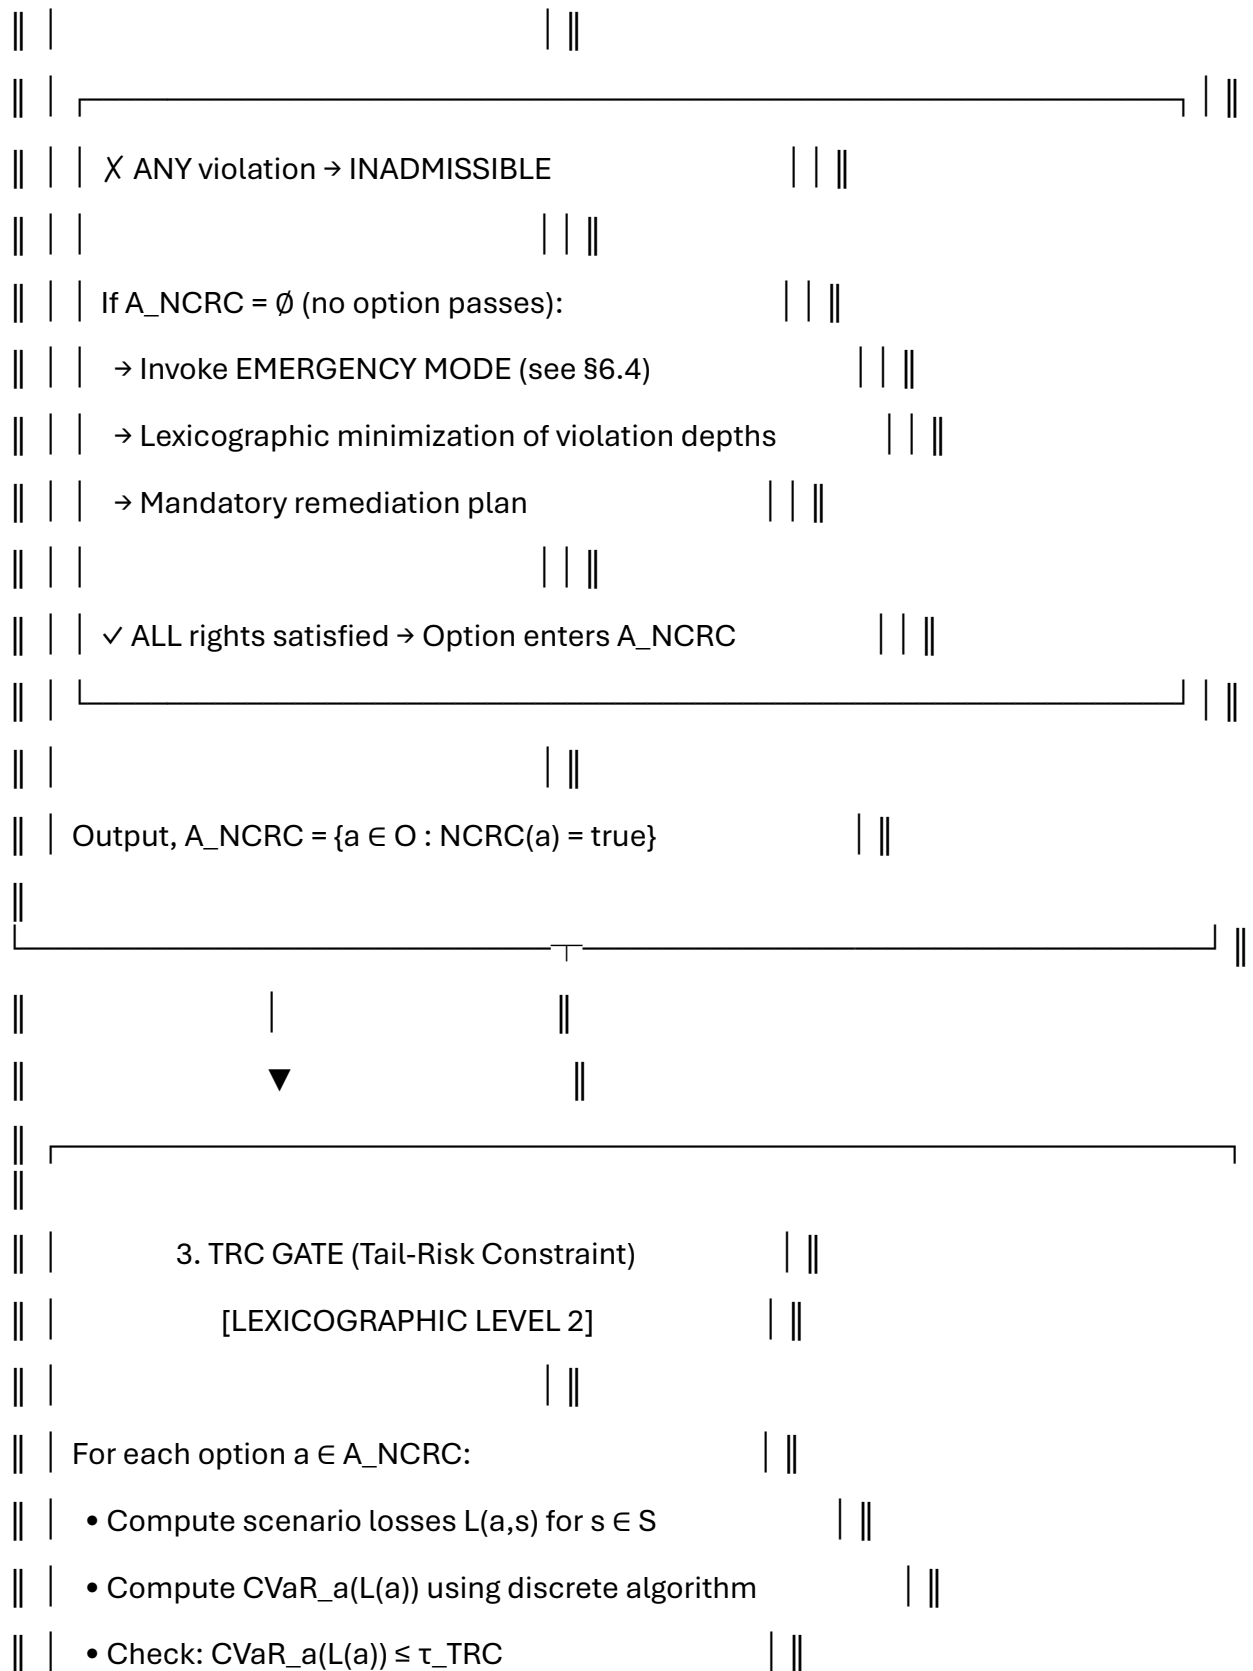 ║ │ │ ║
║ │ ┌──────────────────────────────────────┐ │ ║
║ │ │ ✗ ANY violation → INADMISSIBLE │ │ ║
║ │ │ │ │ ║
║ │ │ If A_NCRC = ∅ (no option passes): │ │ ║
║ │ │ → Invoke EMERGENCY MODE (see §6.4) │ │ ║
║ │ │ → Lexicographic minimization of violation depths │ │ ║
║ │ │ → Mandatory remediation plan │ │ ║
║ │ │ │ │ ║
║ │ │ ✓ ALL rights satisfied → Option enters A_NCRC │ │ ║
║ │ └──────────────────────────────────────┘ │ ║
║ │ │ ║
║ │ Output, A_NCRC = {a ∈ O : NCRC(a) = true} │ ║
║
└───────────────────┬──────────────────────┘ ║
║ │ ║
║ ▼ ║
║ ┌─────────────────────────────────────────┐
║
║ │ 3. TRC GATE (Tail-Risk Constraint) │ ║
║ │ [LEXICOGRAPHIC LEVEL 2] │ ║
║ │ │ ║
║ │ For each option a ∈ A_NCRC: │ ║
║ │ • Compute scenario losses L(a,s) for s ∈ S │ ║
║ │ • Compute CVaR_a(L(a)) using discrete algorithm │ ║
║ │ • Check: CVaR_a(L(a)) ≤ τ_TRC │ ║